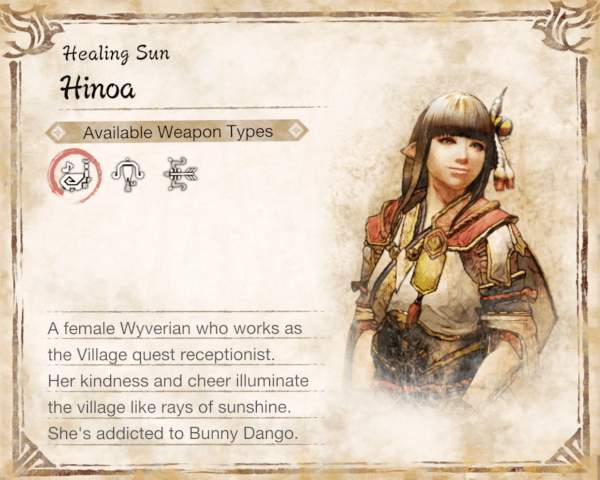 Healing Sun
Hinoa
Available Weapon Types
A female Wyverian who works as
the Village quest receptionist.
Her kindness and cheer illuminate
the village like rays of sunshine.
She's addicted to Bunny Dango.